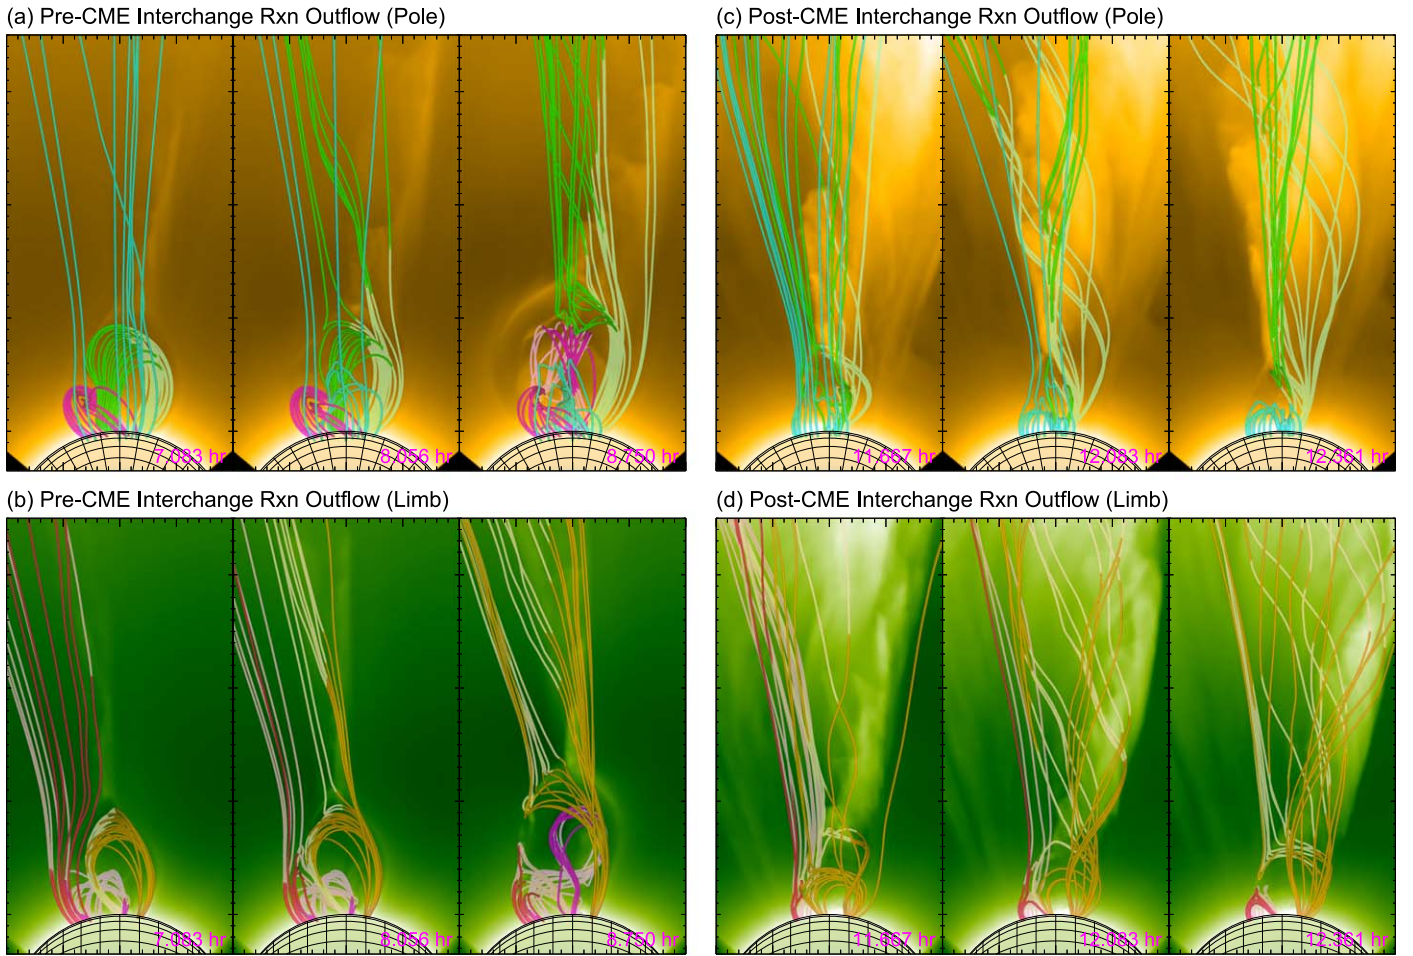 (a) Pre-CME Interchange Rxn Outflow (Pole)
7.083 hr
8.056 hr
8.750 hr
(c) Post-CME Interchange Rxn Outflow (Pole)
11.667 hr
12.083 hr
12.361 hr
(b) Pre-CME Interchange Rxn Outflow (Limb)
7.083 hr
8.056 hr
8.750 hr
(d) Post-CME Interchange Rxn Outflow (Limb)
11.667 hr
12.083 hr
12.361 hr